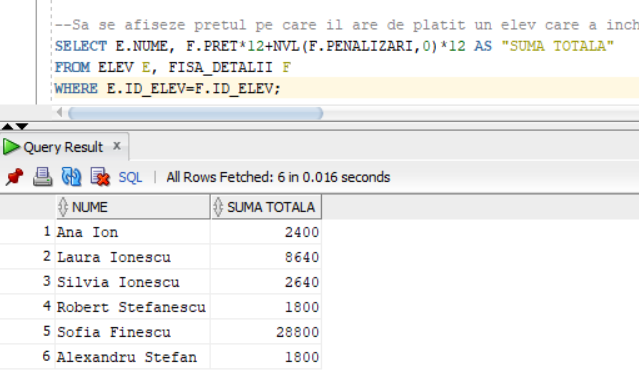 --Sa se afiseze pretul pe care il are de platit un elev care a inch
SELECT E.NUME, F.PRET*12+NVL(F.PENALIZARI,0)*12 AS "SUMA TOTALA"
FROM ELEV E, FISA_DETALII F
WHERE E.ID_ELEV=F.ID_ELEV;
Query Result x
SQL | All Rows Fetched: 6 in 0.016 seconds
NUME SUMA TOTALA
1 Ana Ion 2400
2 Laura Ionescu 8640
3 Silvia Ionescu 2640
4 Robert Stefanescu 1800
5 Sofia Finescu 28800
6 Alexandru Stefan 1800